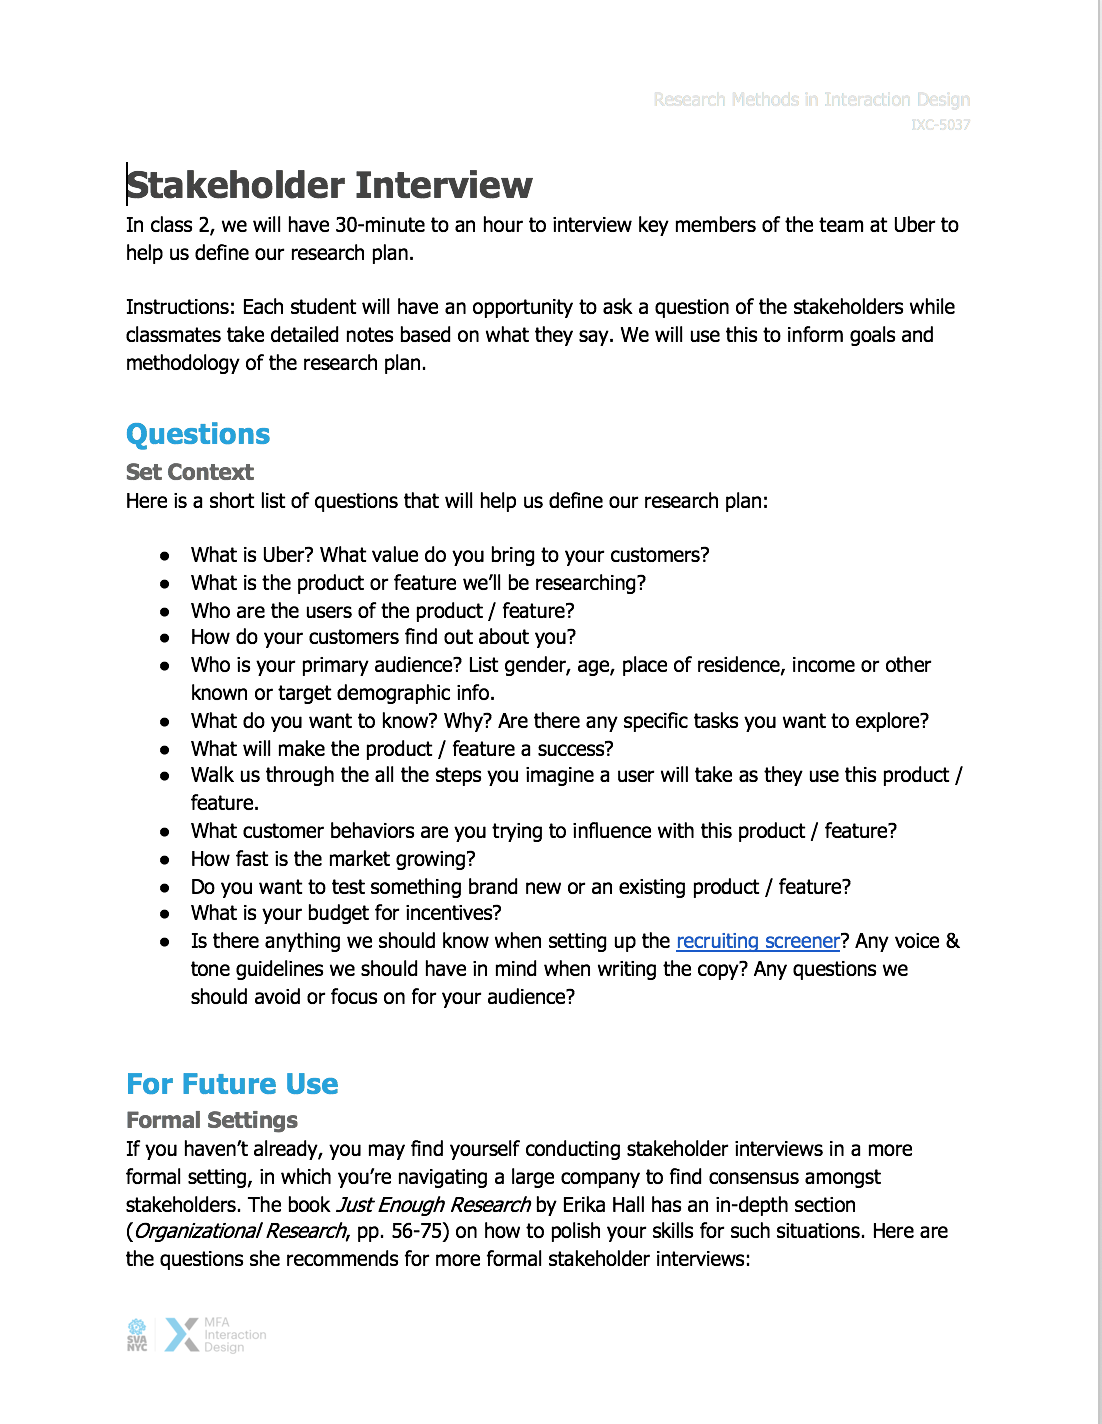 Research Methods in Interaction Design
IXC-5037
Stakeholder Interview
In class 2, we will have 30-minute to an hour to interview key members of the team at Uber to
help us define our research plan.
Instructions: Each student will have an opportunity to ask a question of the stakeholders while
classmates take detailed notes based on what they say. We will use this to inform goals and
methodology of the research plan.
Questions
Set Context
Here is a short list of questions that will help us define our research plan:
● What is Uber? What value do you bring to your customers?
● What is the product or feature we’ll be researching?
● Who are the users of the product / feature?
● How do your customers find out about you?
● Who is your primary audience? List gender, age, place of residence, income or other
known or target demographic info.
● What do you want to know? Why? Are there any specific tasks you want to explore?
● What will make the product / feature a success?
● Walk us through the all the steps you imagine a user will take as they use this product /
feature.
● What customer behaviors are you trying to influence with this product / feature?
● How fast is the market growing?
● Do you want to test something brand new or an existing product / feature?
● What is your budget for incentives?
● Is there anything we should know when setting up the recruiting screener? Any voice &
tone guidelines we should have in mind when writing the copy? Any questions we
should avoid or focus on for your audience?
For Future Use
Formal Settings
If you haven’t already, you may find yourself conducting stakeholder interviews in a more
formal setting, in which you’re navigating a large company to find consensus amongst
stakeholders. The book Just Enough Research by Erika Hall has an in-depth section
(Organizational Research, pp. 56-75) on how to polish your skills for such situations. Here are
the questions she recommends for more formal stakeholder interviews:
SVA
NYC
MFA
Interaction
Design